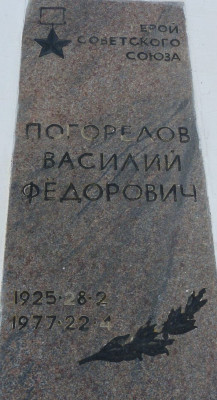 ГЕРОЙ
СОВЕТСКОГО
СОЮЗА
ПОГОРЕЛОВ
ВАСИЛИЙ
ФЁДОРОВИЧ
1925·28·2
1977·22·4